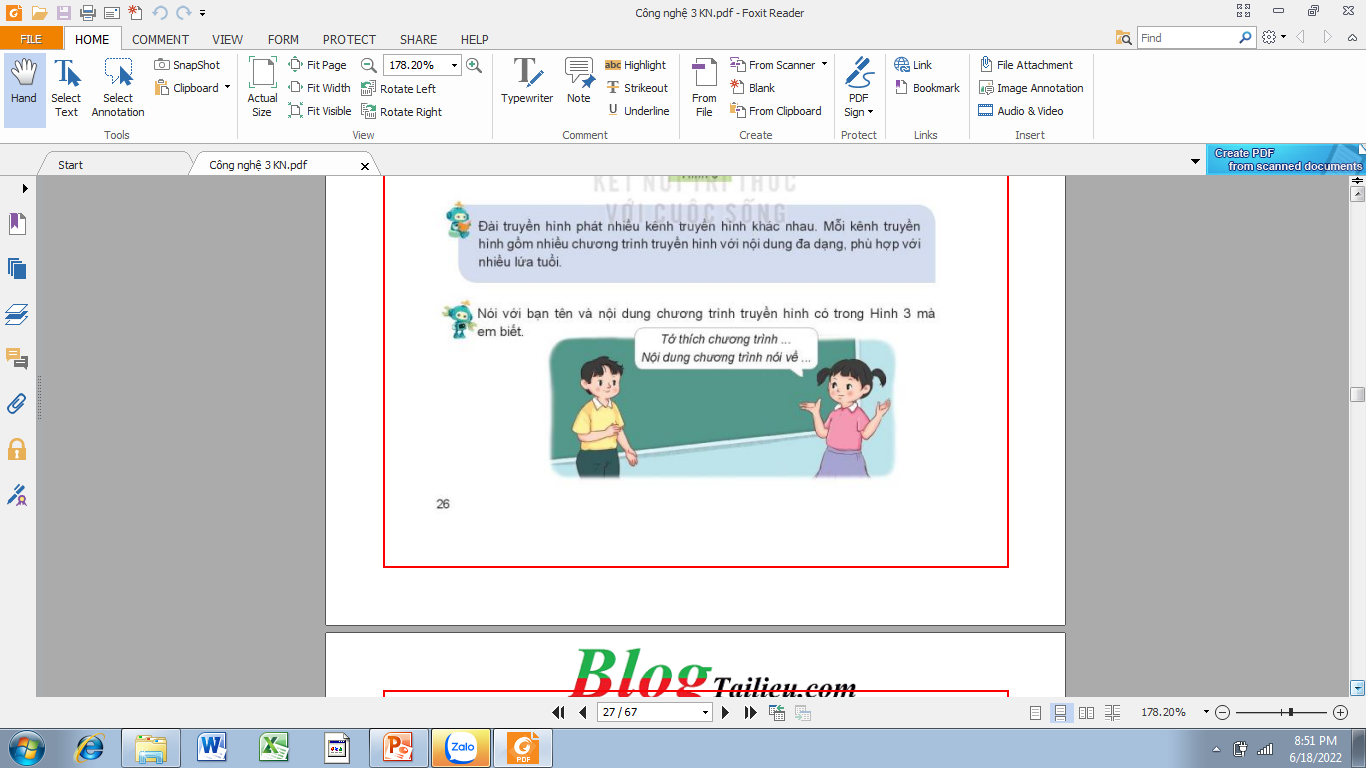 Công nghệ 3 KN.pdf - Foxit Reader
FILE HOME COMMENT VIEW FORM PROTECT SHARE HELP
Find
Hand
Select Text
Select Annotation
SnapShot
Clipboard
Tools
Actual Size
Fit Page
Fit Width
Fit Visible
178.20%
Rotate Left
Rotate Right
View
Typewriter
Note
abc Highlight
T Strikeout
U Underline
Comment
From File
From Scanner
Blank
From Clipboard
Create
PDF Sign
Protect
Link
Bookmark
Links
File Attachment
Image Annotation
Audio & Video
Insert
Start
Công nghệ 3 KN.pdf
Create PDF
from scanned documents
KẾT NỐI TRI THỨC
VỚI CUỘC SỐNG
Đài truyền hình phát nhiều kênh truyền hình khác nhau. Mỗi kênh truyền
hình gồm nhiều chương trình truyền hình với nội dung đa dạng, phù hợp với
nhiều lứa tuổi.
Nói với bạn tên và nội dung chương trình truyền hình có trong Hình 3 mà
em biết.
Tớ thích chương trình ...
Nội dung chương trình nói về ...
26
Blog Tailieu.com
27 / 67
178.20%
Zalo
PDF
8:51 PM
6/18/2022